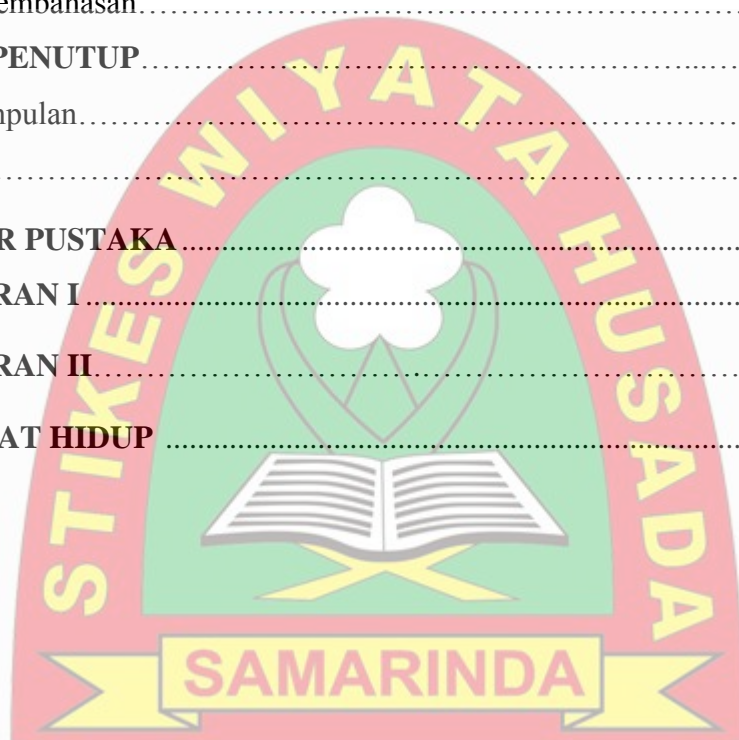 embahasan........................................................
PENUTUP........................................................
npulan........................................................
........................................................
R PUSTAKA........................................................
RAN I........................................................
RAN II........................................................
AT HIDUP........................................................
STIKES WIYATA HUSADA
SAMARINDA